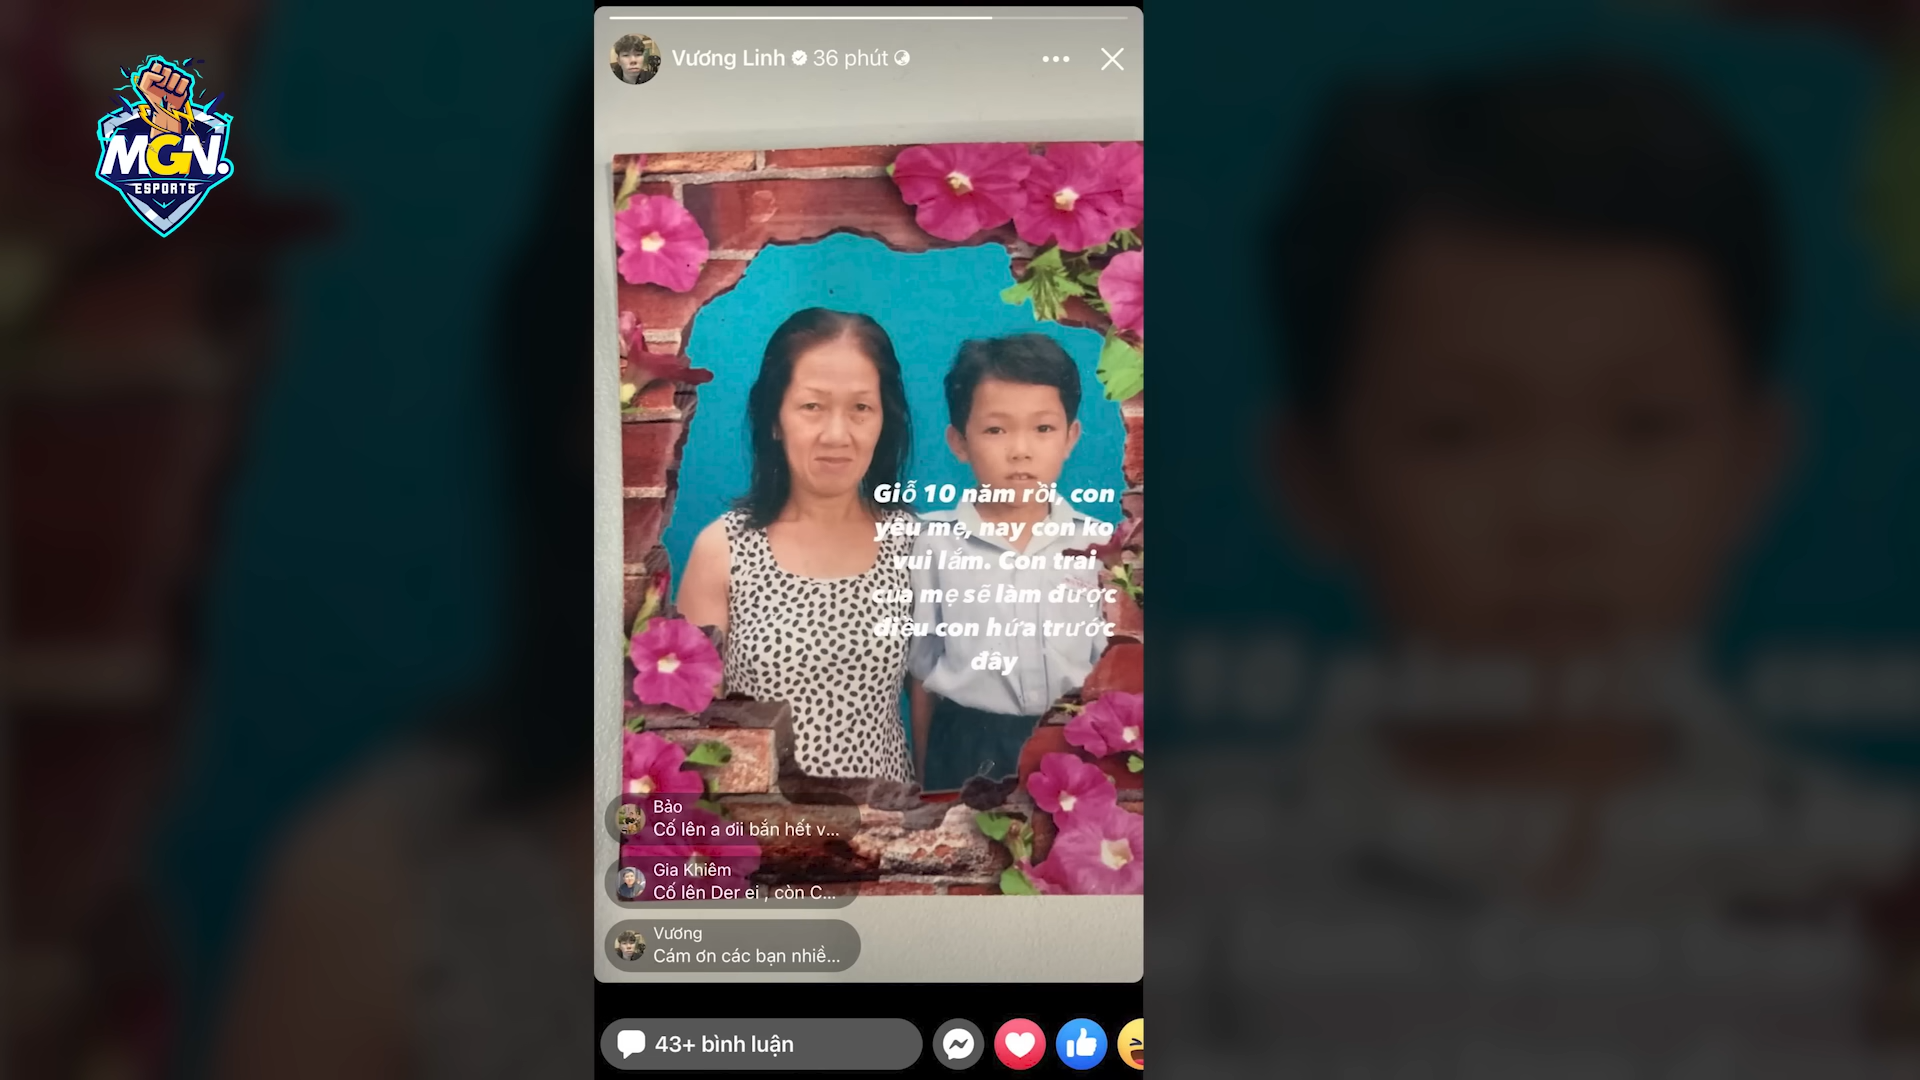 MGN.
ESPORTS
Vương Linh 36 phút
Giỗ 10 năm rồi, con
yêu mẹ, nay con ko
vui lắm. Con trai
của mẹ sẽ làm được
điều con hứa trước
đây
Bảo
Cố lên a ơii bắn hết v...
Gia Khiêm
Cố lên Der ei , còn C...
Vương
Cám ơn các bạn nhiề...
43+ bình luận